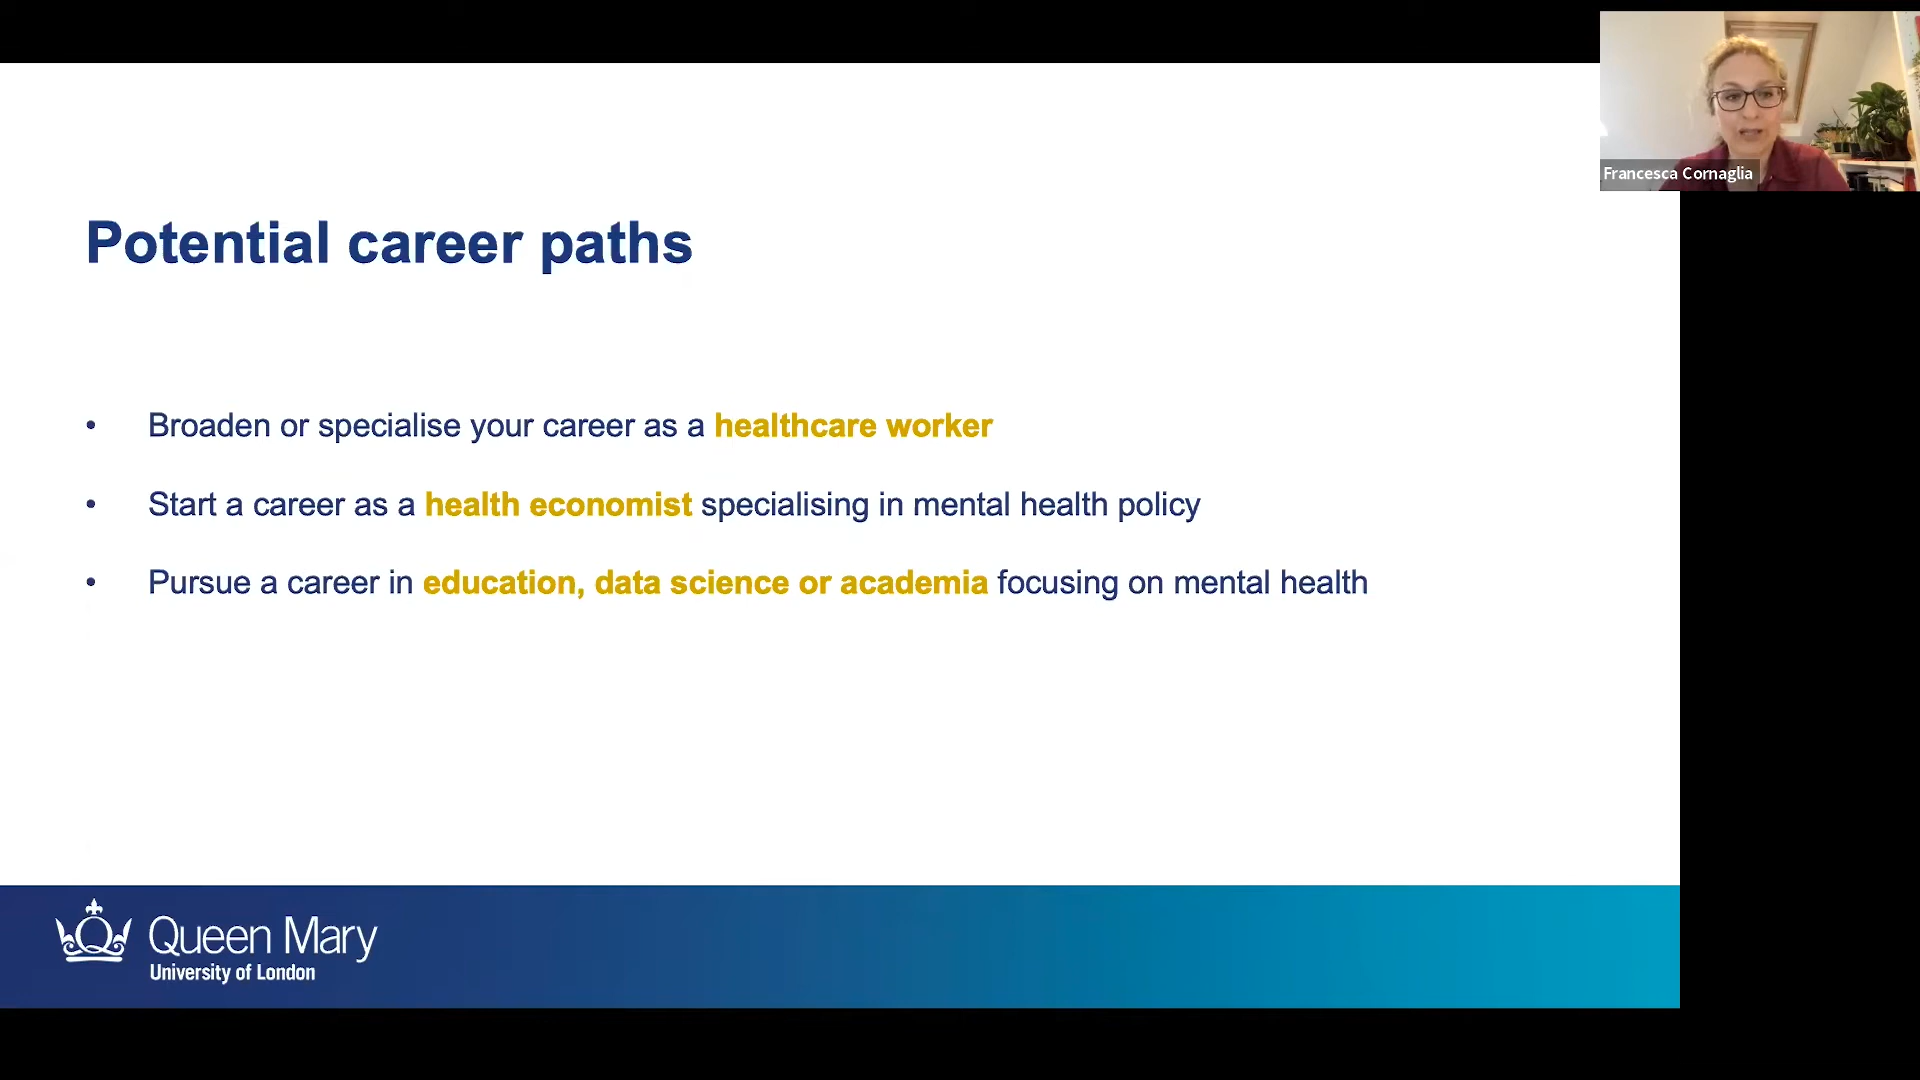 Francesca Cornaglia
Potential career paths
• Broaden or specialise your career as a healthcare worker
• Start a career as a health economist specialising in mental health policy
• Pursue a career in education, data science or academia focusing on mental health
Queen Mary
University of London